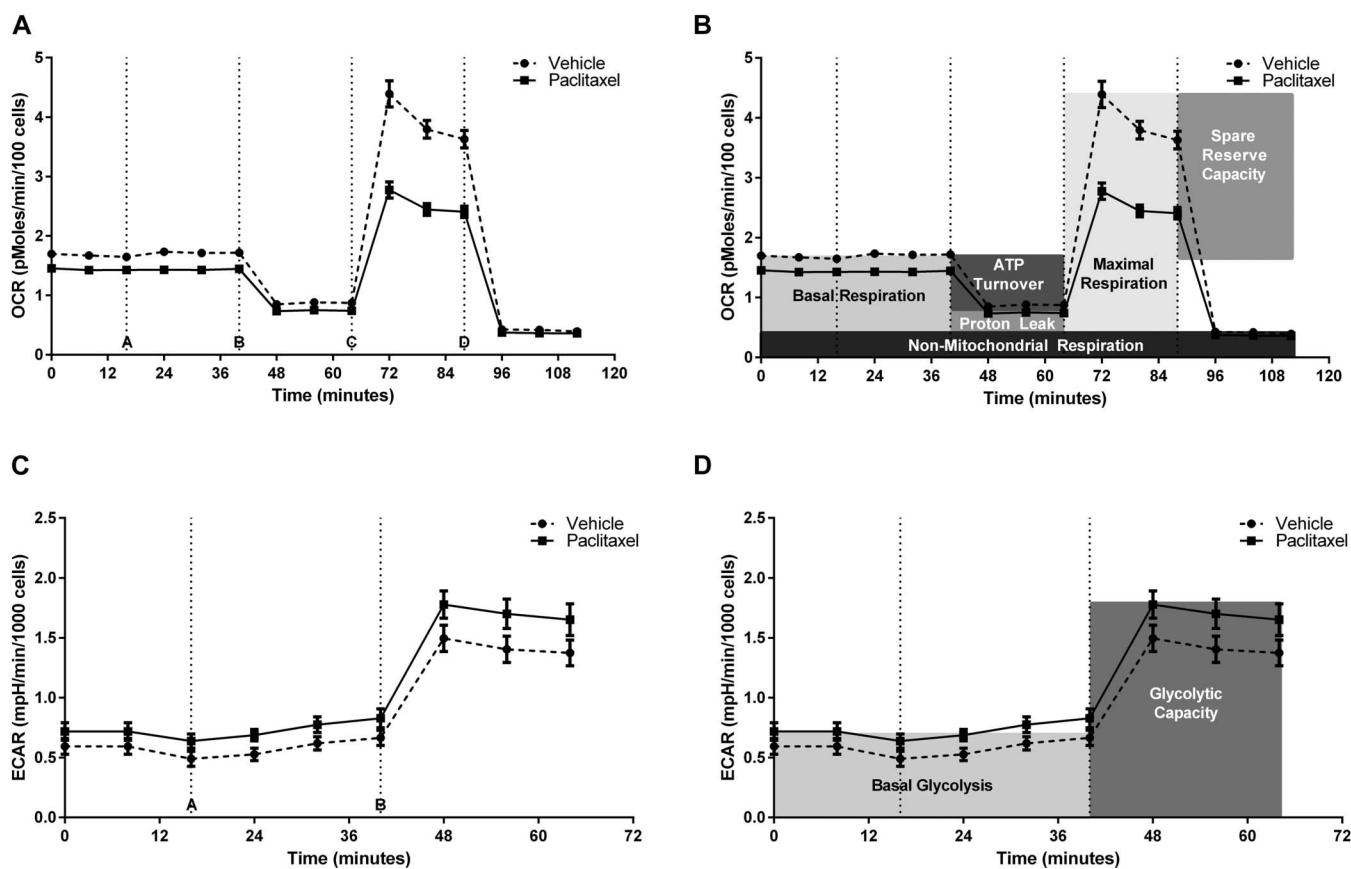 A
OCR (pMoles/min/100 cells)
5
4
3
2
1
0
Vehicle
Paclitaxel
A
B
C
D
0
12
24
36
48
60
72
84
96
108
120
Time (minutes)
B
OCR (pMoles/min/100 cells)
5
4
3
2
1
0
Vehicle
Paclitaxel
Spare
Reserve
Capacity
ATP
Turnover
Maximal
Respiration
Basal Respiration
Proton Leak
Non-Mitochondrial Respiration
0
12
24
36
48
60
72
84
96
108
120
Time (minutes)
C
ECAR (mpH/min/1000 cells)
2.5
2.0
1.5
1.0
0.5
0.0
Vehicle
Paclitaxel
A
B
0
12
24
36
48
60
72
Time (minutes)
D
ECAR (mpH/min/1000 cells)
2.5
2.0
1.5
1.0
0.5
0.0
Vehicle
Paclitaxel
Glycolytic
Capacity
Basal Glycolysis
0
12
24
36
48
60
72
Time (minutes)